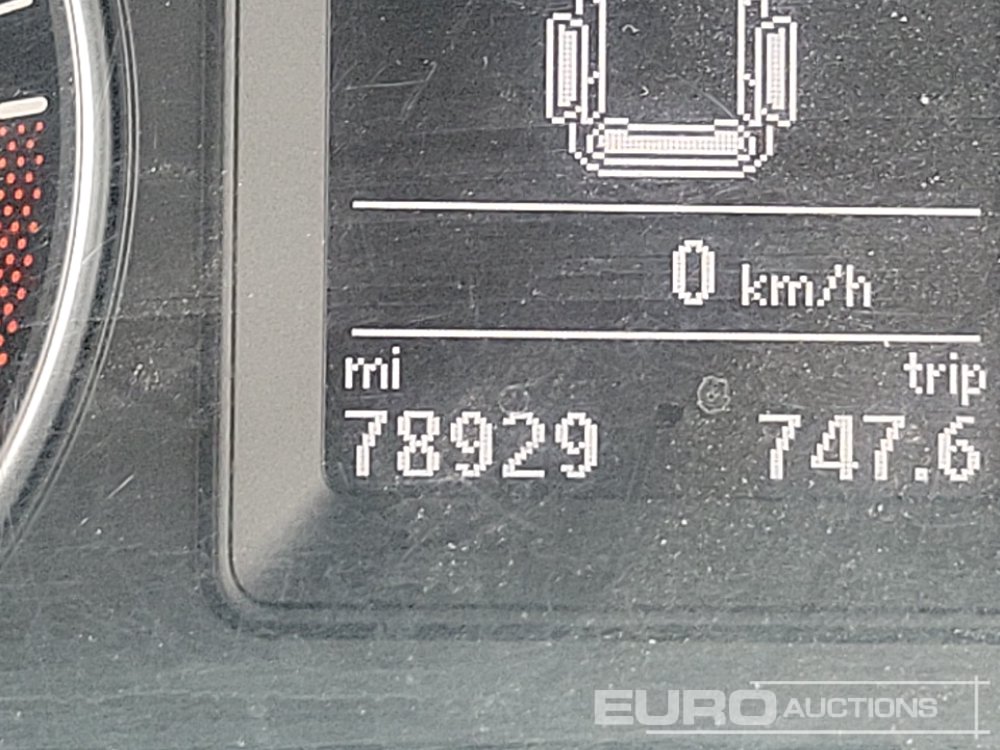 0 km/h
mi trip
78929 747.6
EURO AUCTIONS